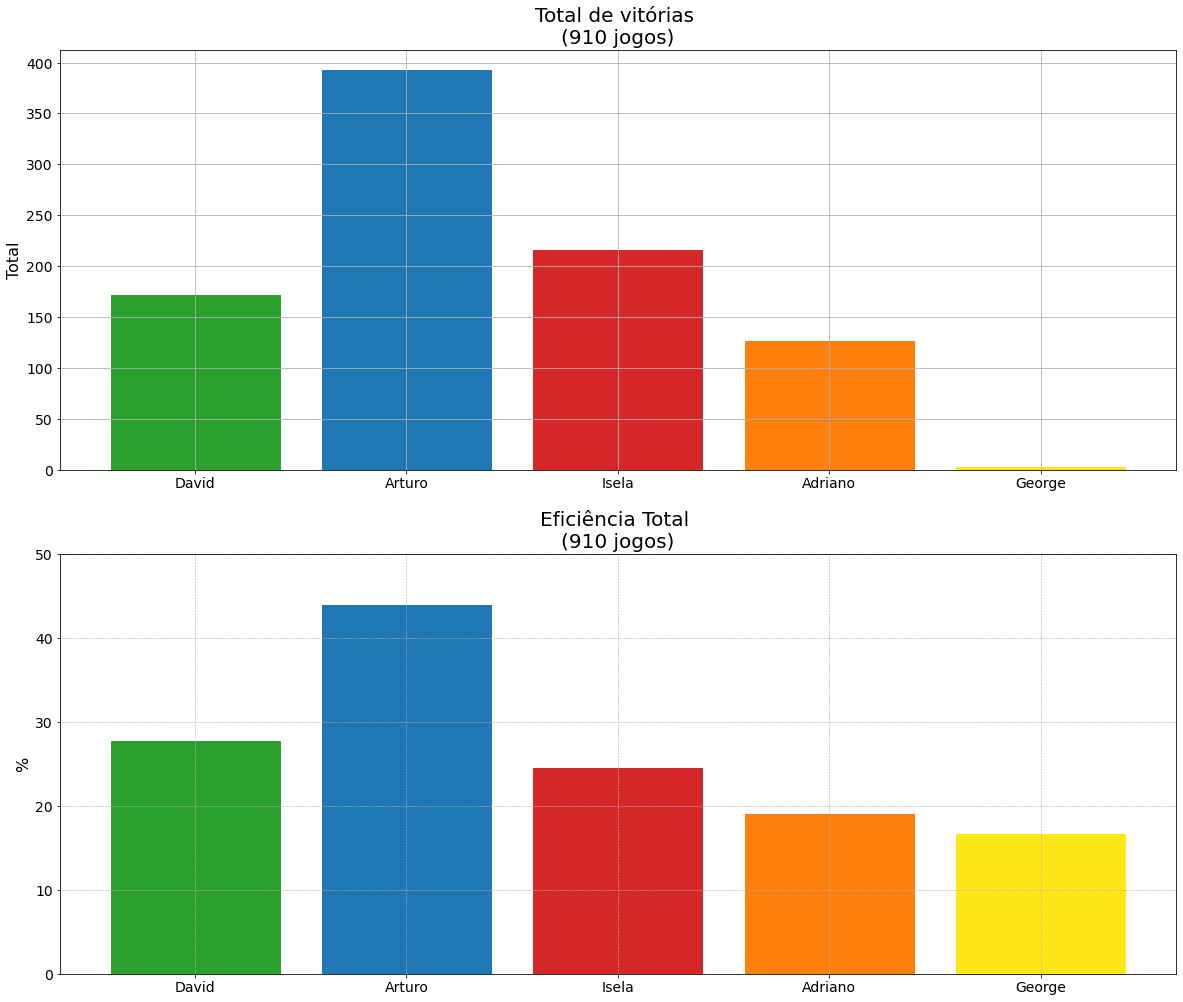 Total de vitórias
(910 jogos)
Total
400
350
300
250
200
150
100
50
0
David Arturo Isela Adriano George
Eficiência Total
(910 jogos)
%
50
40
30
20
10
0
David Arturo Isela Adriano George